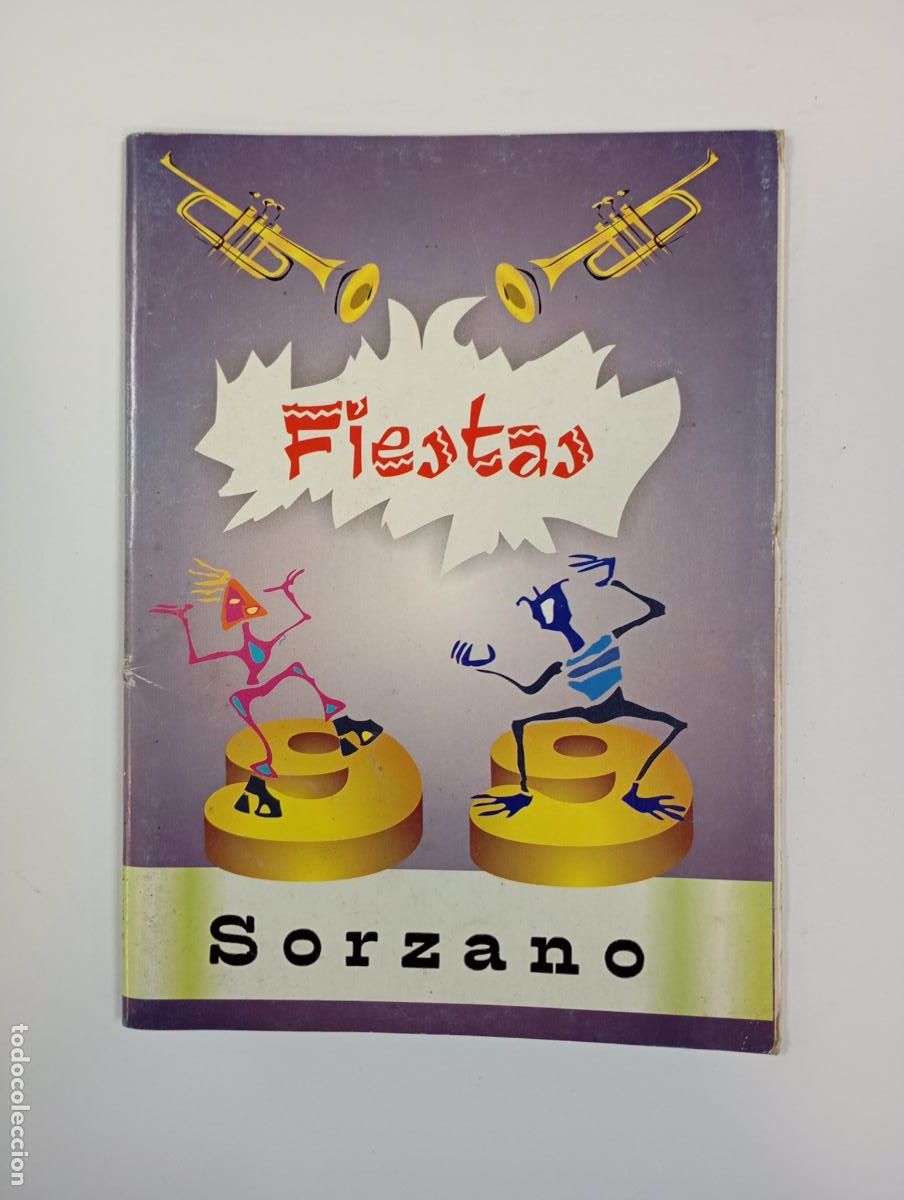 Fiestas
99
Sorzano
todocoleccion